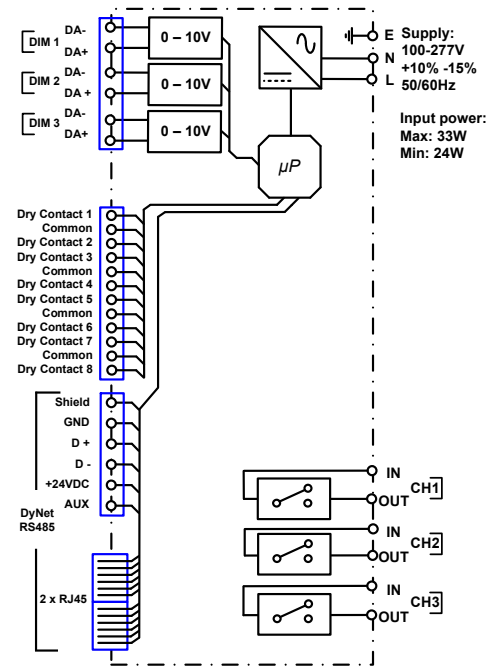 DA-
DIM 1
DA+
0 – 10V
DA-
DIM 2
DA +
0 – 10V
DA-
DIM 3
DA+
0 – 10V
E
N
L
Supply:
100-277V
+10% -15%
50/60Hz
Input power:
Max: 33W
Min: 24W
µP
Dry Contact 1
Common
Dry Contact 2
Dry Contact 3
Common
Dry Contact 4
Dry Contact 5
Common
Dry Contact 6
Dry Contact 7
Common
Dry Contact 8
Shield
GND
D +
D -
+24VDC
AUX
DyNet
RS485
2 x RJ45
IN
CH1
OUT
IN
CH2
OUT
IN
CH3
OUT